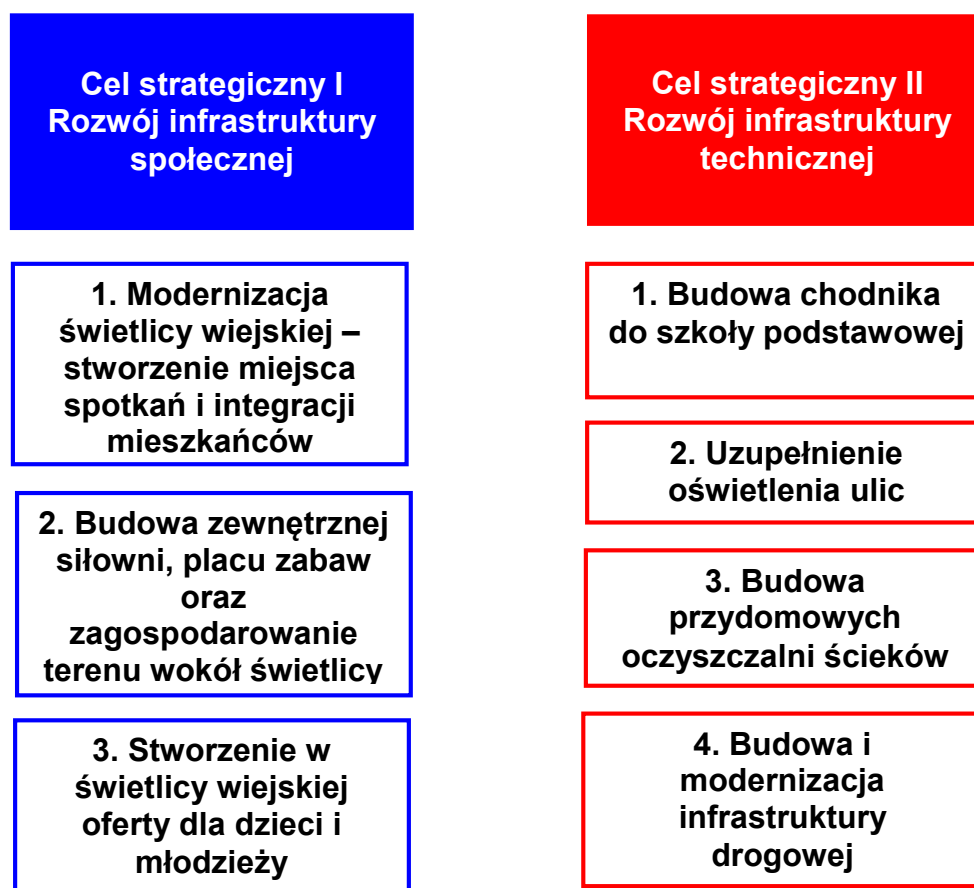 Cel strategiczny I
Rozwój infrastruktury
społecznej
1. Modernizacja
świetlicy wiejskiej –
stworzenie miejsca
spotkań i integracji
mieszkańców
2. Budowa zewnętrznej
siłowni, placu zabaw
oraz
zagospodarowanie
terenu wokół świetlicy
3. Stworzenie w
świetlicy wiejskiej
oferty dla dzieci i
młodzieży
Cel strategiczny II
Rozwój infrastruktury
technicznej
1. Budowa chodnika
do szkoły podstawowej
2. Uzupełnienie
oświetlenia ulic
3. Budowa
przydomowych
oczyszczalni ścieków
4. Budowa i
modernizacja
infrastruktury
drogowej